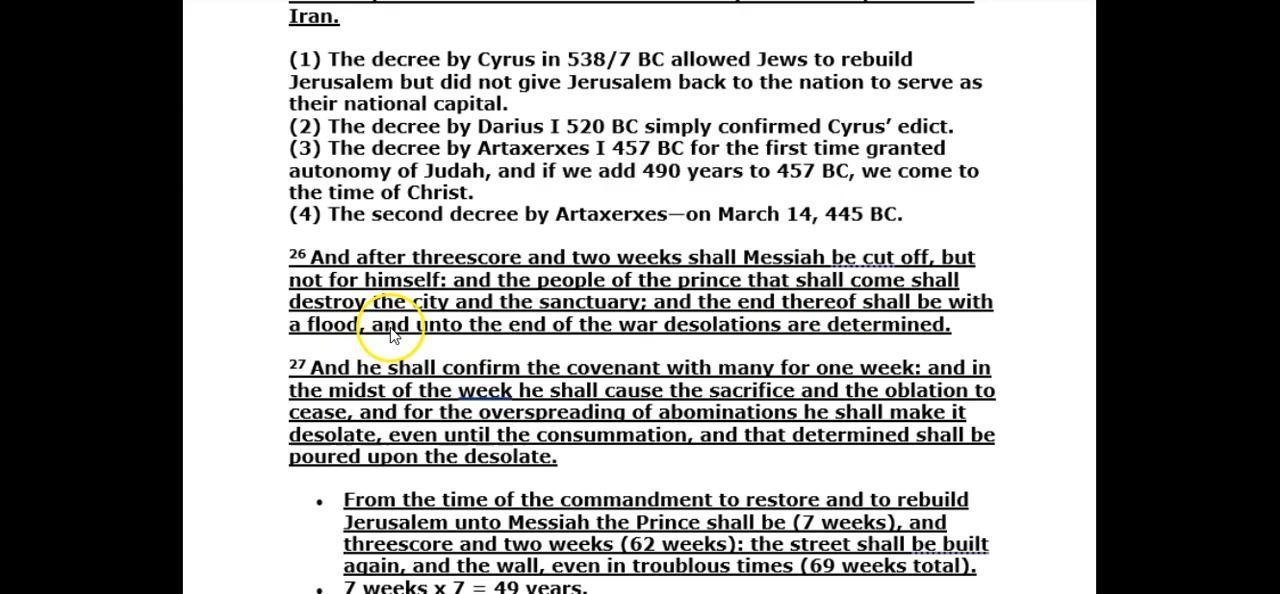 Iran.
(1) The decree by Cyrus in 538/7 BC allowed Jews to rebuild
Jerusalem but did not give Jerusalem back to the nation to serve as
their national capital.
(2) The decree by Darius I 520 BC simply confirmed Cyrus’ edict.
(3) The decree by Artaxerxes I 457 BC for the first time granted
autonomy of Judah, and if we add 490 years to 457 BC, we come to
the time of Christ.
(4) The second decree by Artaxerxes—on March 14, 445 BC.
26 And after threescore and two weeks shall Messiah be cut off, but
not for himself: and the people of the prince that shall come shall
destroy the city and the sanctuary; and the end thereof shall be with
a flood, and unto the end of the war desolations are determined.
27 And he shall confirm the covenant with many for one week: and in
the midst of the week he shall cause the sacrifice and the oblation to
cease, and for the overspreading of abominations he shall make it
desolate, even until the consummation, and that determined shall be
poured upon the desolate.
• From the time of the commandment to restore and to rebuild
Jerusalem unto Messiah the Prince shall be (7 weeks), and
threescore and two weeks (62 weeks): the street shall be built
again, and the wall, even in troublous times (69 weeks total).
• 7 weeks x 7 = 49 years.